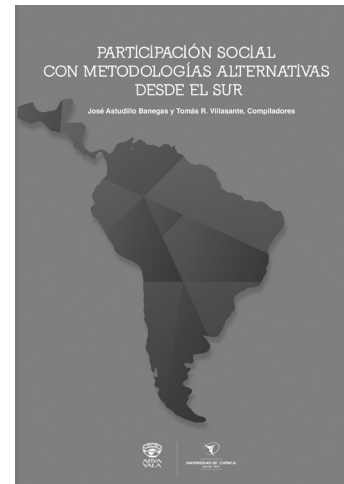 PARTICIPACIÓN SOCIAL
CON METODOLOGÍAS ALTERNATIVAS
DESDE EL SUR
José Astudillo Banegas y Tomás R. Villasante, Compiladores
ABYA
YALA
UNIVERSIDAD DE CUENCA